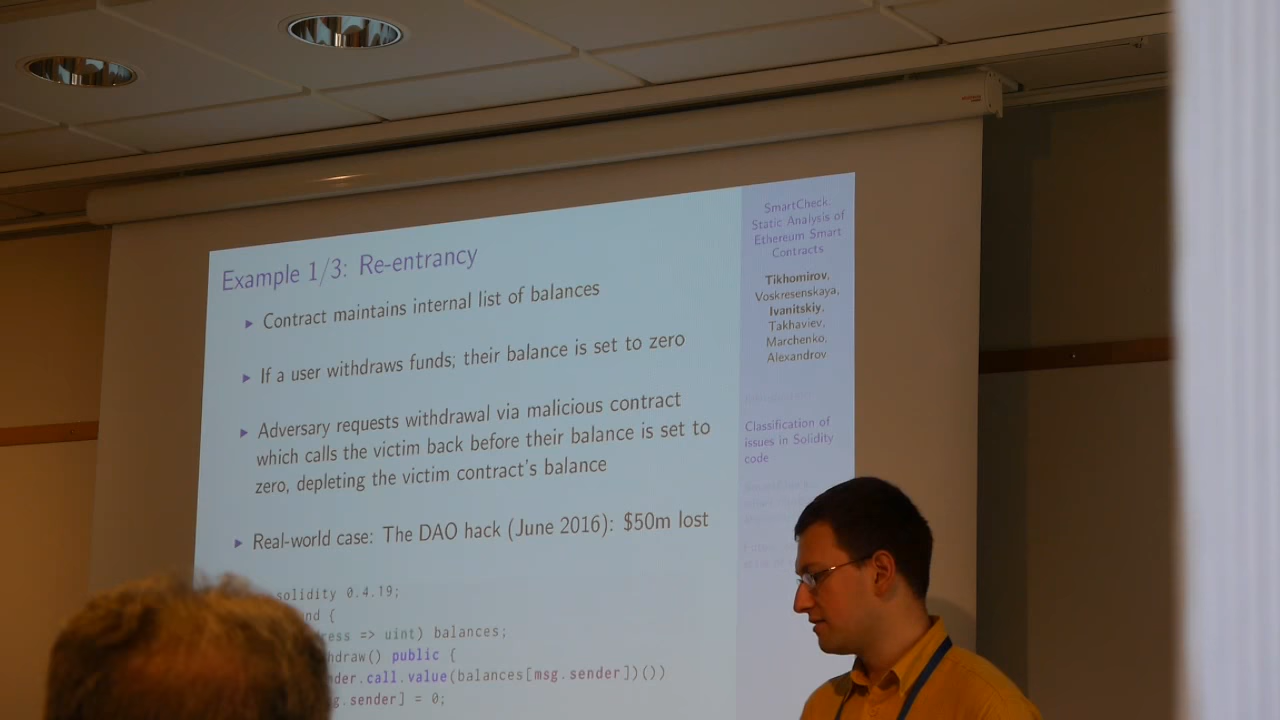 Example 1/3: Re-entrancy
Contract maintains internal list of balances
If a user withdraws funds; their balance is set to zero
Adversary requests withdrawal via malicious contract
which calls the victim back before their balance is set to
zero, depleting the victim contract's balance
Real-world case: The DAO hack (June 2016): $50m lost
solidity 0.4.19;
nd {
ress => uint) balances;
hdraw() public {
der.call.value(balances[msg.sender])())
g.sender] = 0;
SmartCheck:
Static Analysis of
Ethereum Smart
Contracts
Tikhomirov,
Voskresenskaya,
Ivanitskiy,
Takhaviev,
Marchenko,
Alexandrov
Classification of
issues in Solidity
code